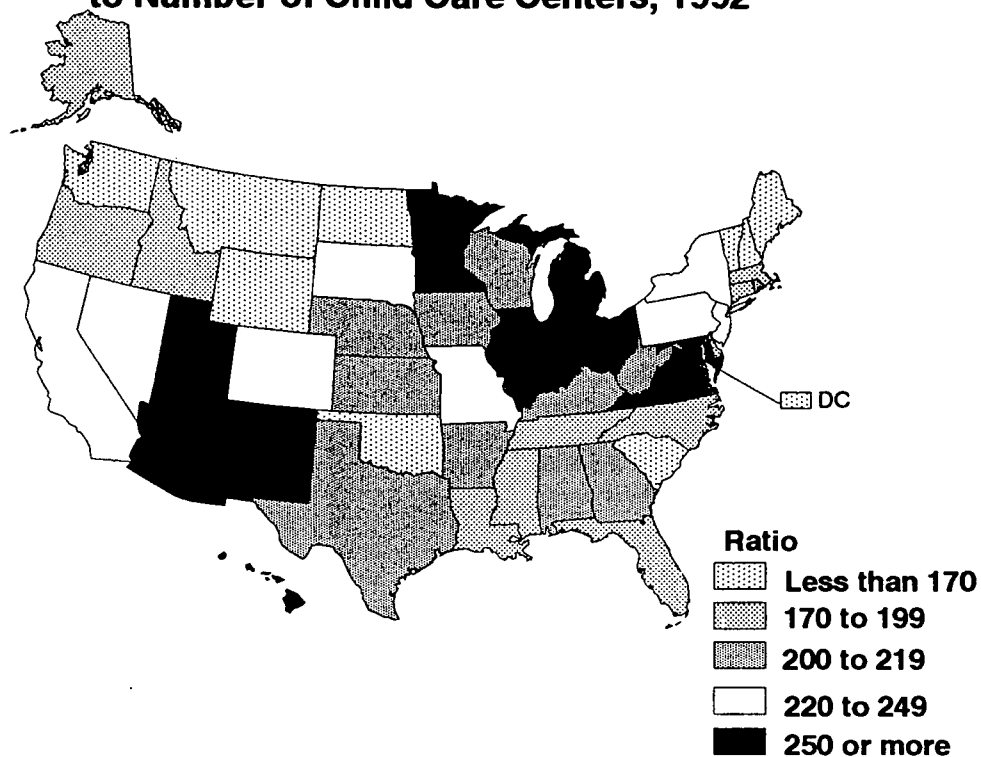 to Number of Child Care Centers, 1992
DC
Ratio
Less than 170
170 to 199
200 to 219
220 to 249
250 or more